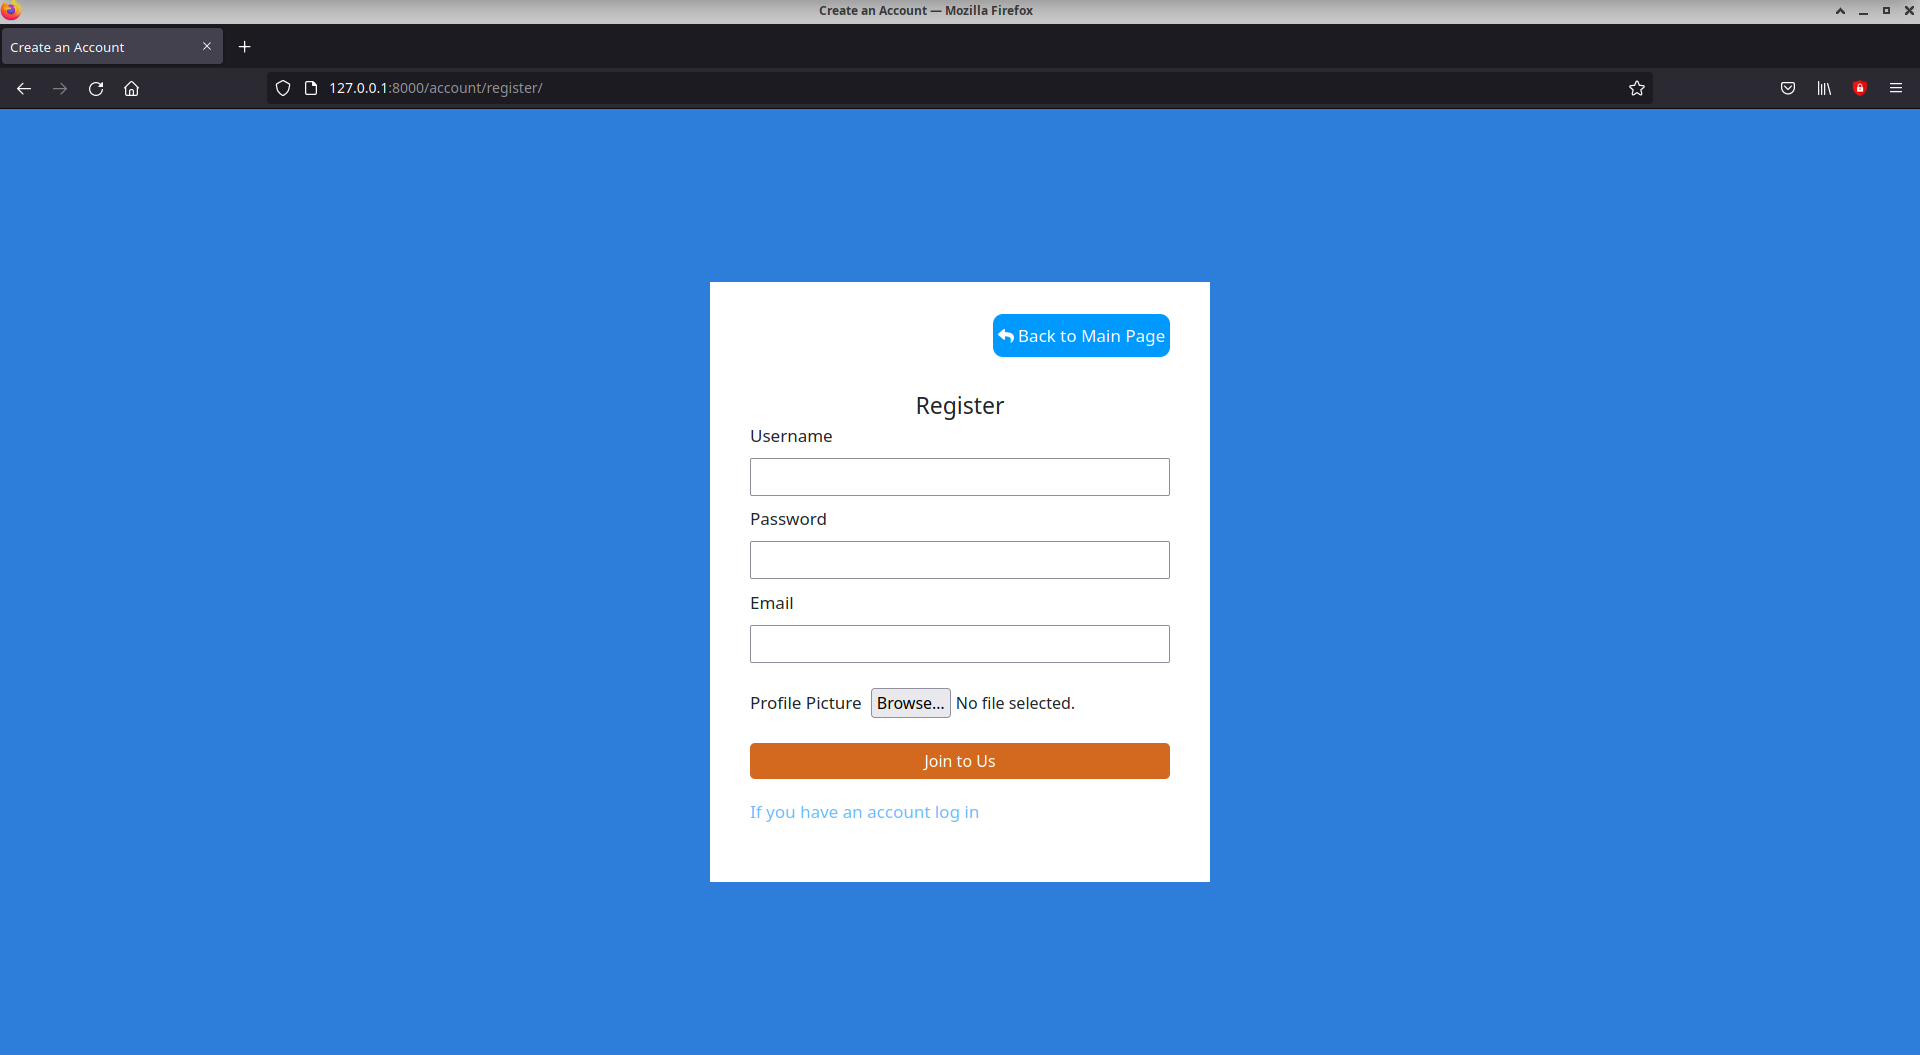 Create an Account — Mozilla Firefox
Create an Account
127.0.0.1:8000/account/register/
Back to Main Page
Register
Username
Password
Email
Profile Picture Browse... No file selected.
Join to Us
If you have an account log in